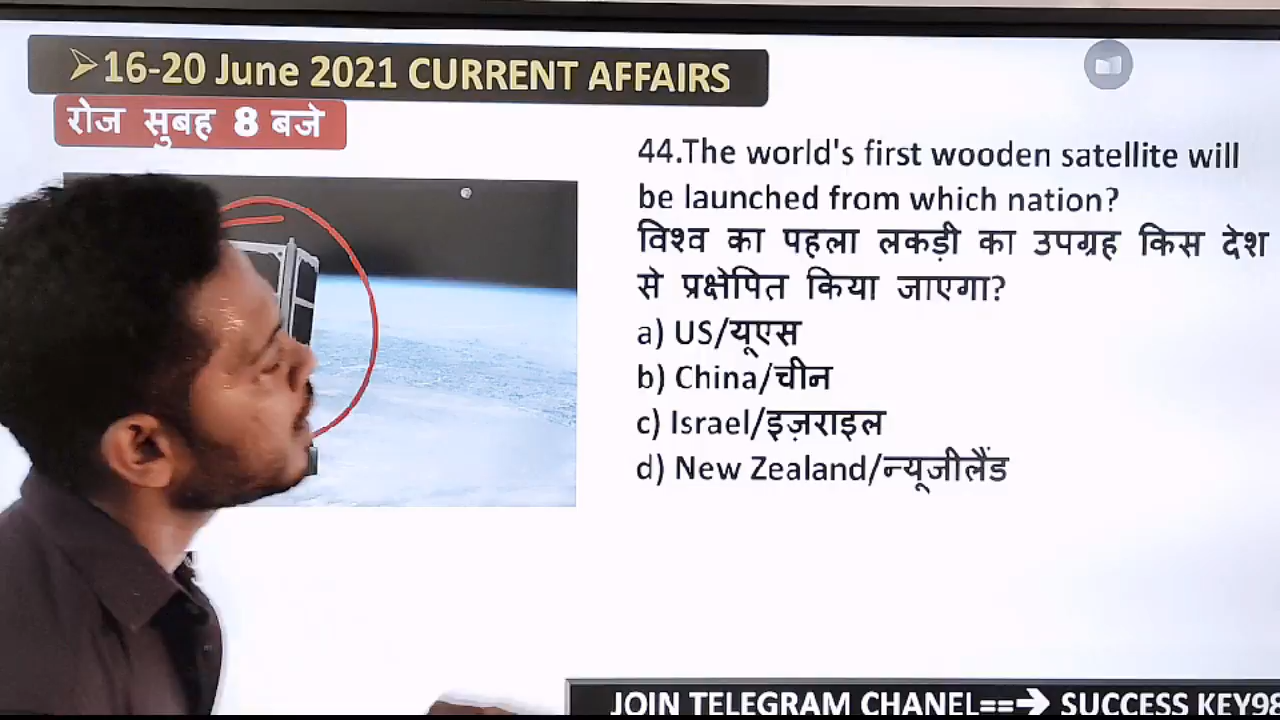 ➢16-20 June 2021 CURRENT AFFAIRS
रोज सुबह 8 बजे
44.The world's first wooden satellite will
be launched from which nation?
विश्व का पहला लकड़ी का उपग्रह किस देश
से प्रक्षेपित किया जाएगा?
a) US/यूएस
b) China/चीन
c) Israel/इज़राइल
d) New Zealand/न्यूजीलैंड
JOIN TELEGRAM CHANEL==➔ SUCCESS KEY98